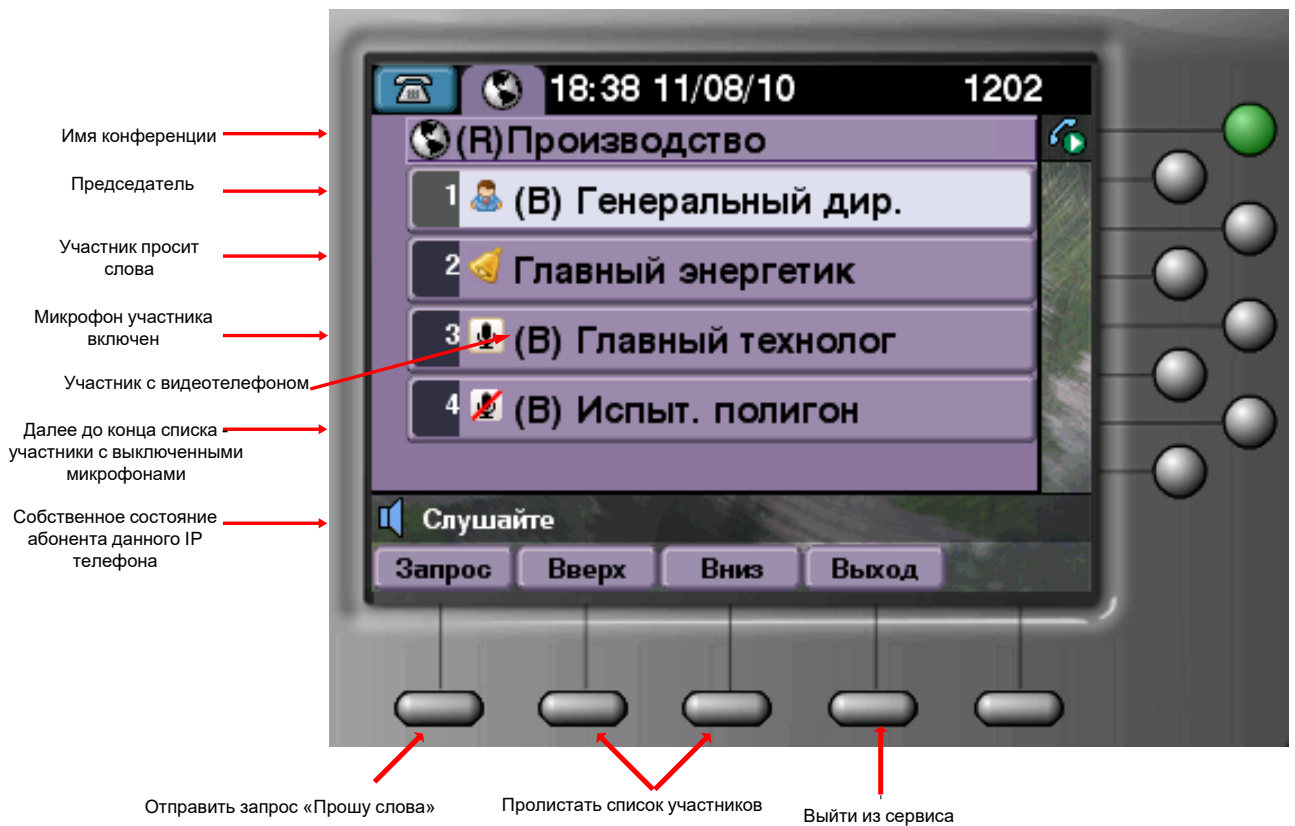 18:38 11/08/10 1202
Имя конференции
(R)Производство
Председатель
1 (В) Генеральный дир.
Участник просит
слова
2 Главный энергетик
Микрофон участника
включен
3 (В) Главный технолог
Участник с видеотелефоном
4 (В) Испыт. полигон
Далее до конца списка -
участники с выключенными
микрофонами
Собственное состояние
абонента данного IP
телефона
Слушайте
Запрос Вверх Вниз Выход
Отправить запрос «Прошу слова»
Пролистать список участников
Выйти из сервиса